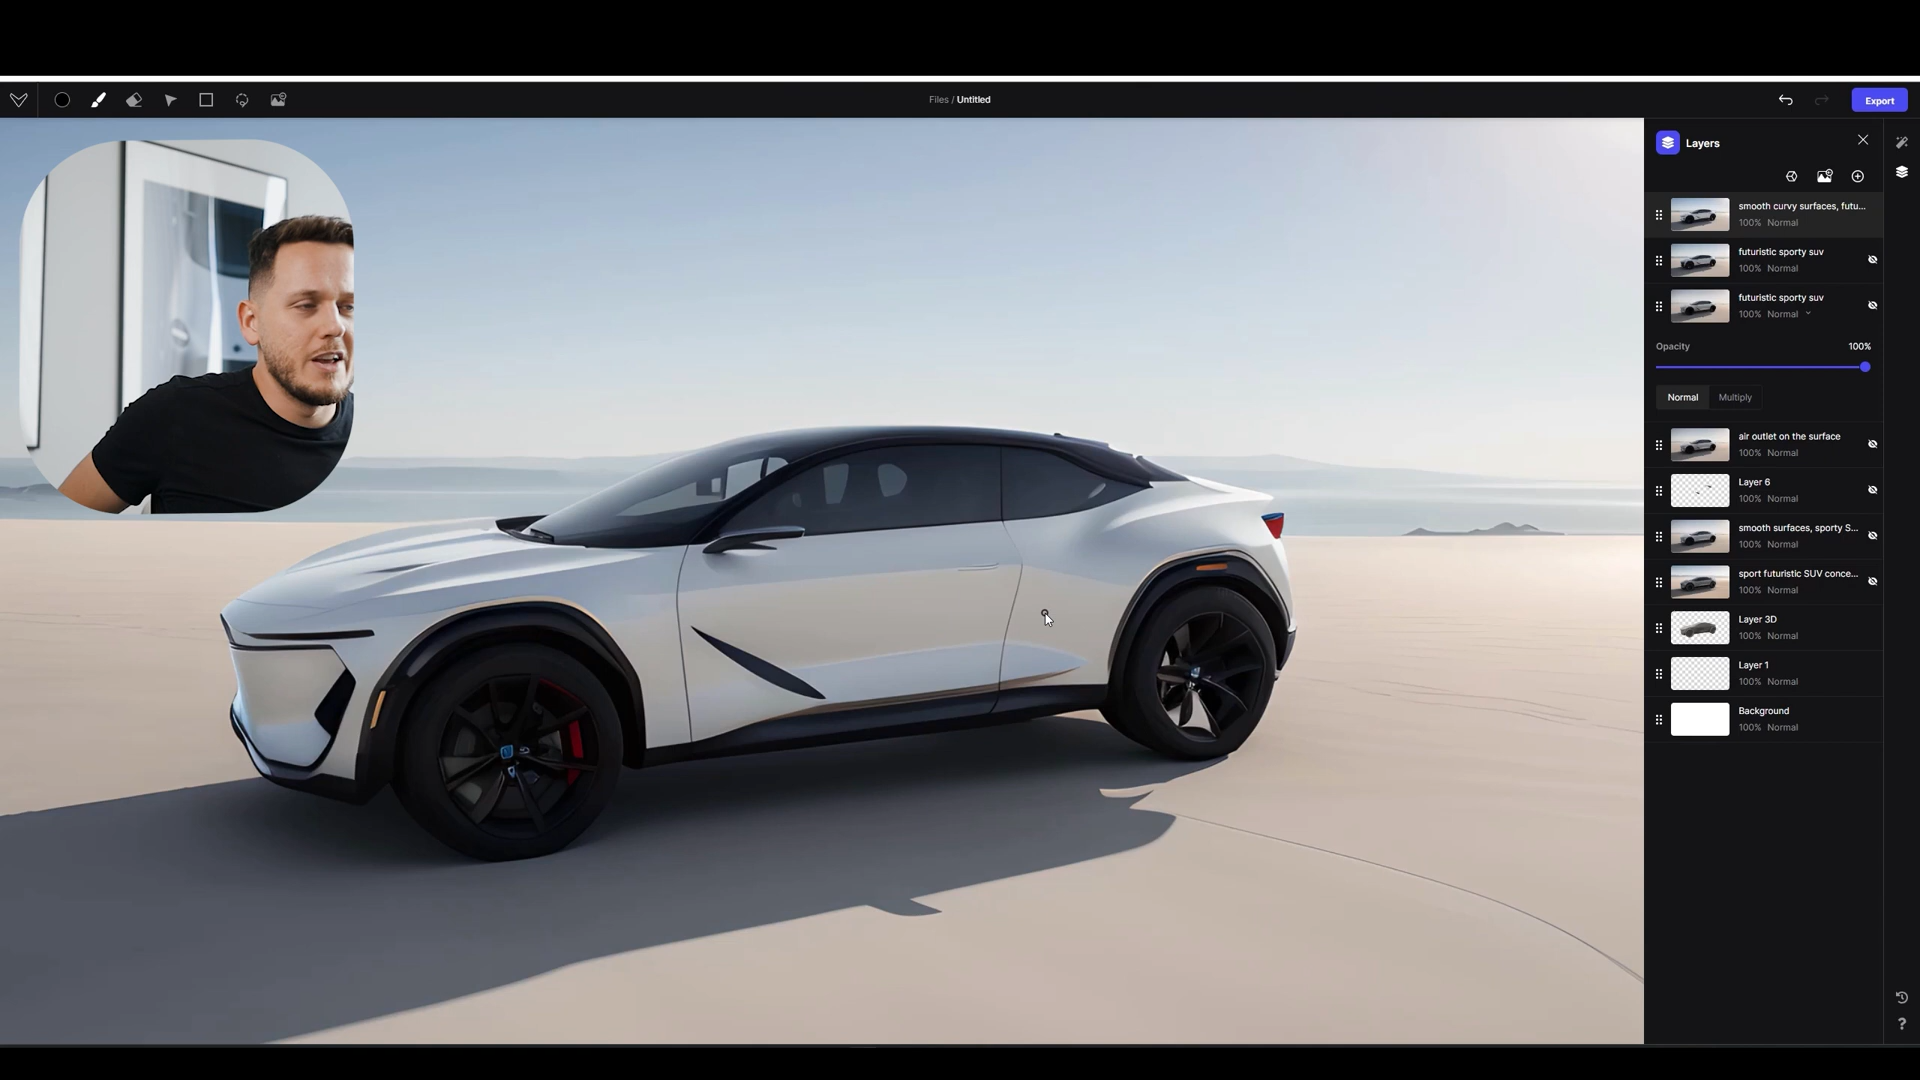 Files / Untitled
Export
Layers
smooth curvy surfaces, futu...
100% Normal
futuristic sporty suv
100% Normal
futuristic sporty suv
100% Normal
Opacity 100%
Normal Multiply
air outlet on the surface
100% Normal
Layer 6
100% Normal
smooth surfaces, sporty S...
100% Normal
sport futuristic SUV conce...
100% Normal
Layer 3D
100% Normal
Layer 1
100% Normal
Background
100% Normal